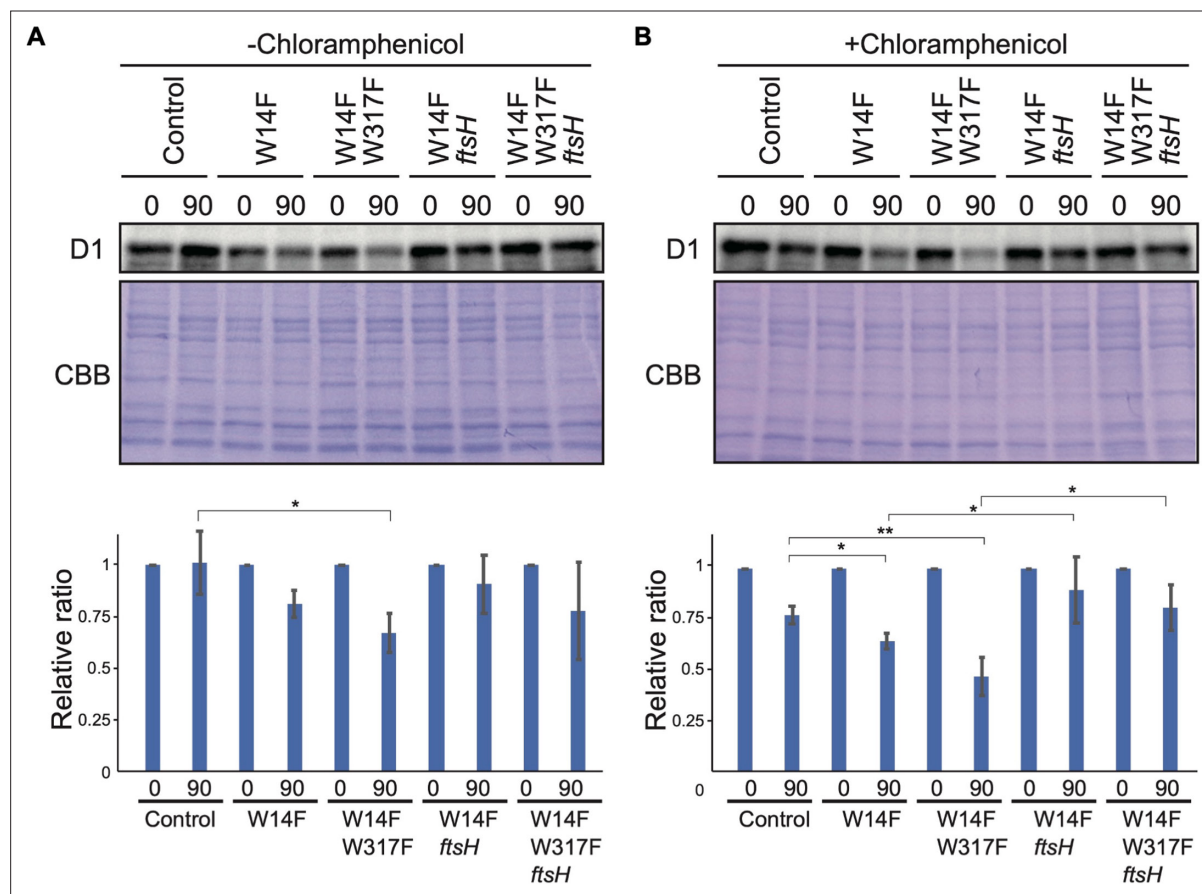 A
-Chloramphenicol
Control
W14F
W14F
W317F
W14F
ftsH
W14F
W317F
ftsH
0 90 0 90 0 90 0 90 0 90
D1
CBB
*
Relative ratio
1
0.75
0.5
0.25
0
0 90 0 90 0 90 0 90 0 90
Control W14F W14F W14F W14F
W317F ftsH W317F
ftsH
B
+Chloramphenicol
Control
W14F
W14F
W317F
W14F
ftsH
W14F
W317F
ftsH
0 90 0 90 0 90 0 90 0 90
D1
CBB
*
*
**
*
Relative ratio
1
0.75
0.5
0.25
0
0 90 0 90 0 90 0 90 0 90
Control W14F W14F W14F W14F
W317F ftsH W317F
ftsH